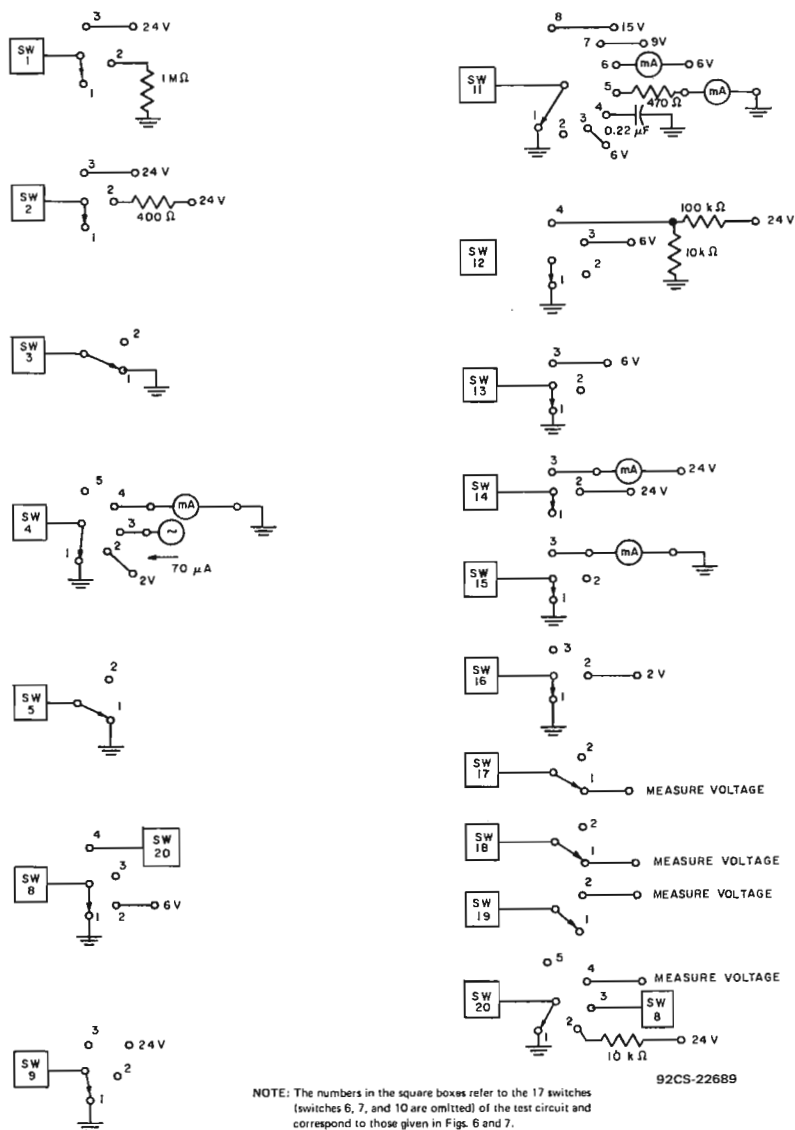 SW 1
3
24 V
2
1 MΩ
1
SW 2
3
24 V
2
400 Ω
24 V
1
SW 3
2
1
SW 4
5
4
mA
3
~
2
70 μA
2V
1
SW 5
2
1
SW 8
4
SW 20
3
2
6 V
1
SW 9
3
24 V
2
1
SW 11
8
15 V
7
9V
6
mA
6 V
5
470 Ω
mA
4
0.22 μF
3
6 V
2
1
SW 12
4
100 kΩ
24 V
10 kΩ
3
6V
2
1
SW 13
3
6 V
2
1
SW 14
3
mA
24 V
2
24 V
1
SW 15
3
mA
2
1
SW 16
3
2
2 V
1
SW 17
2
1
MEASURE VOLTAGE
SW 18
2
1
MEASURE VOLTAGE
SW 19
2
MEASURE VOLTAGE
1
SW 20
5
4
MEASURE VOLTAGE
3
SW 8
2
10 kΩ
24 V
1
92CS-22689
NOTE: The numbers in the square boxes refer to the 17 switches
(switches 6, 7, and 10 are omitted) of the test circuit and
correspond to those given in Figs. 6 and 7.